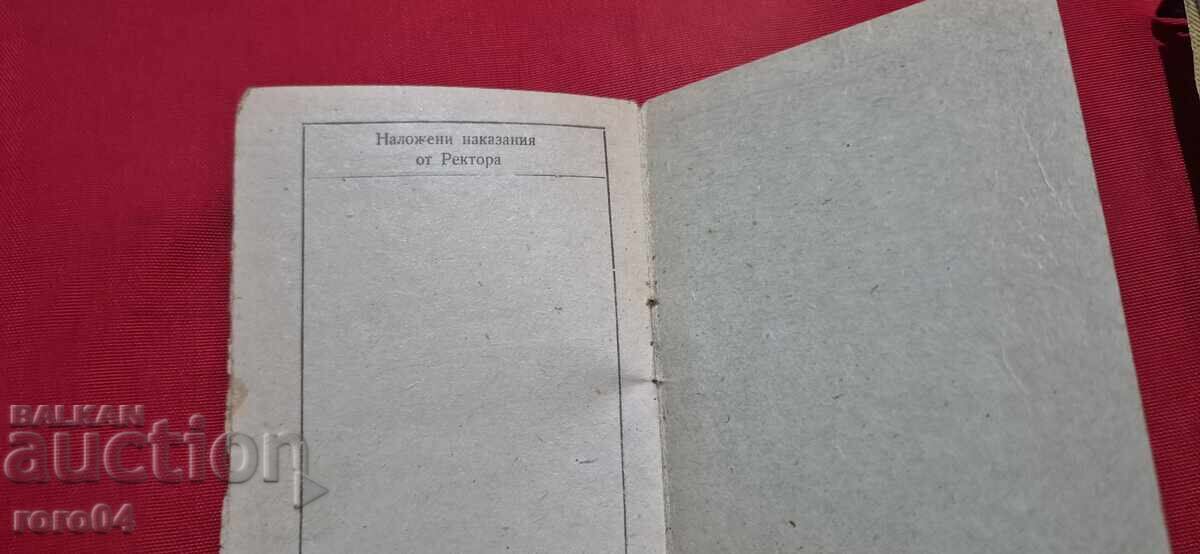 Наложени наказания
от Ректора
BALKAN
auction
roro04